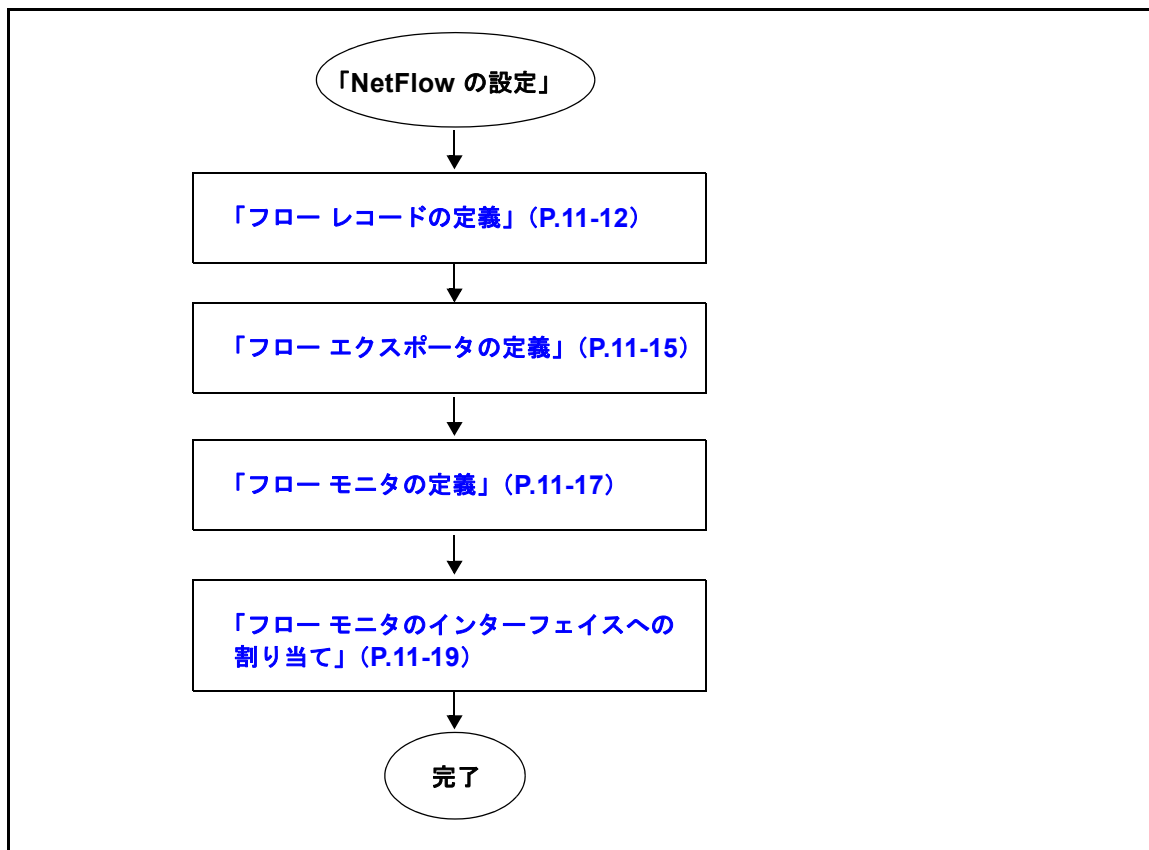 「NetFlow の設定」
「フロー レコードの定義」（P.11-12）
「フロー エクスポータの定義」（P.11-15）
「フロー モニタの定義」（P.11-17）
「フロー モニタのインターフェイスへの
割り当て」（P.11-19）
完了